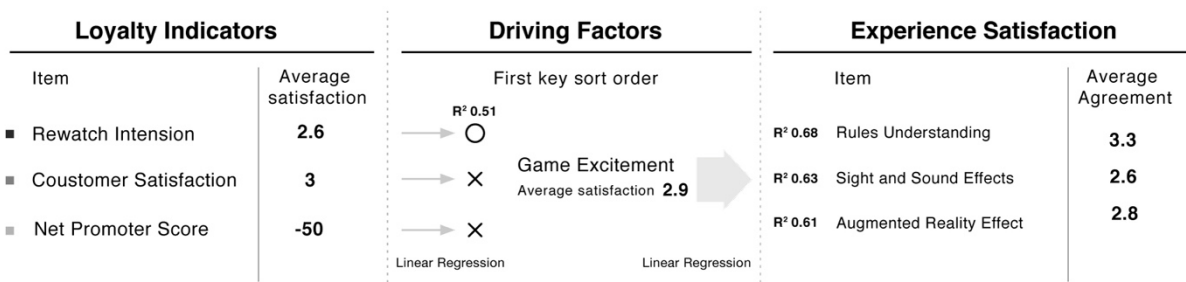 Loyalty Indicators
Item
Average
satisfaction
Rewatch Intension
2.6
Coustomer Satisfaction
3
Net Promoter Score
-50
Driving Factors
First key sort order
R² 0.51
Game Excitement
Average satisfaction 2.9
Linear Regression
Linear Regression
Experience Satisfaction
Item
Average
Agreement
R² 0.68 Rules Understanding
3.3
R² 0.63 Sight and Sound Effects
2.6
R² 0.61 Augmented Reality Effect
2.8